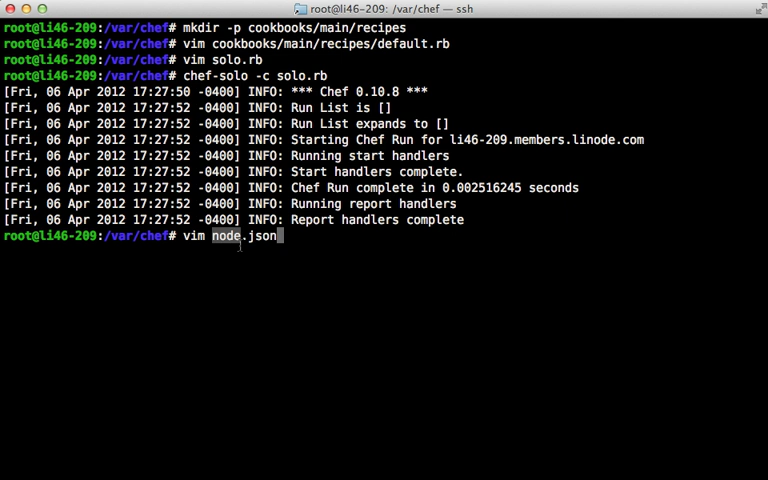 root@li46-209: /var/chef — ssh
root@li46-209:/var/chef# mkdir -p cookbooks/main/recipes
root@li46-209:/var/chef# vim cookbooks/main/recipes/default.rb
root@li46-209:/var/chef# vim solo.rb
root@li46-209:/var/chef# chef-solo -c solo.rb
[Fri, 06 Apr 2012 17:27:50 -0400] INFO: *** Chef 0.10.8 ***
[Fri, 06 Apr 2012 17:27:52 -0400] INFO: Run List is []
[Fri, 06 Apr 2012 17:27:52 -0400] INFO: Run List expands to []
[Fri, 06 Apr 2012 17:27:52 -0400] INFO: Starting Chef Run for li46-209.members.linode.com
[Fri, 06 Apr 2012 17:27:52 -0400] INFO: Running start handlers
[Fri, 06 Apr 2012 17:27:52 -0400] INFO: Start handlers complete.
[Fri, 06 Apr 2012 17:27:52 -0400] INFO: Chef Run complete in 0.002516245 seconds
[Fri, 06 Apr 2012 17:27:52 -0400] INFO: Running report handlers
[Fri, 06 Apr 2012 17:27:52 -0400] INFO: Report handlers complete
root@li46-209:/var/chef# vim node.json